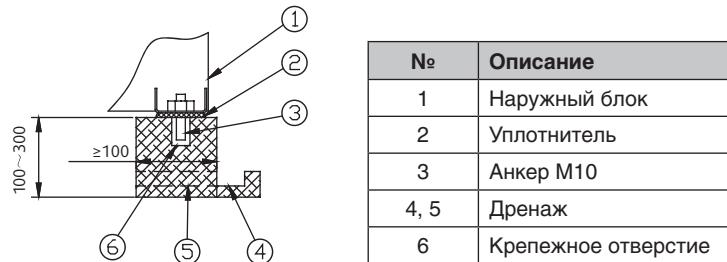 1
2
3
100~300
≥100
6
5
4
№ Описание
1 Наружный блок
2 Уплотнитель
3 Анкер М10
4, 5 Дренаж
6 Крепежное отверстие